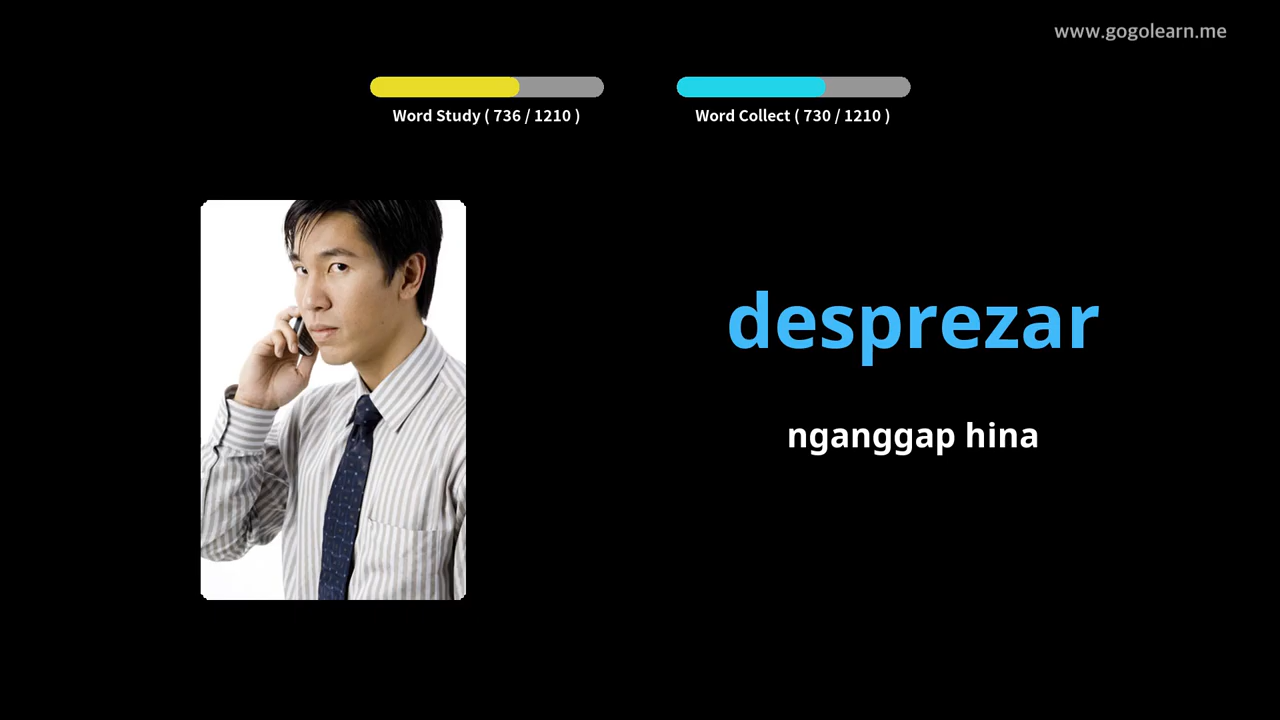 www.gogolearn.me
Word Study ( 736 / 1210 )
Word Collect ( 730 / 1210 )
desprezar
nganggap hina